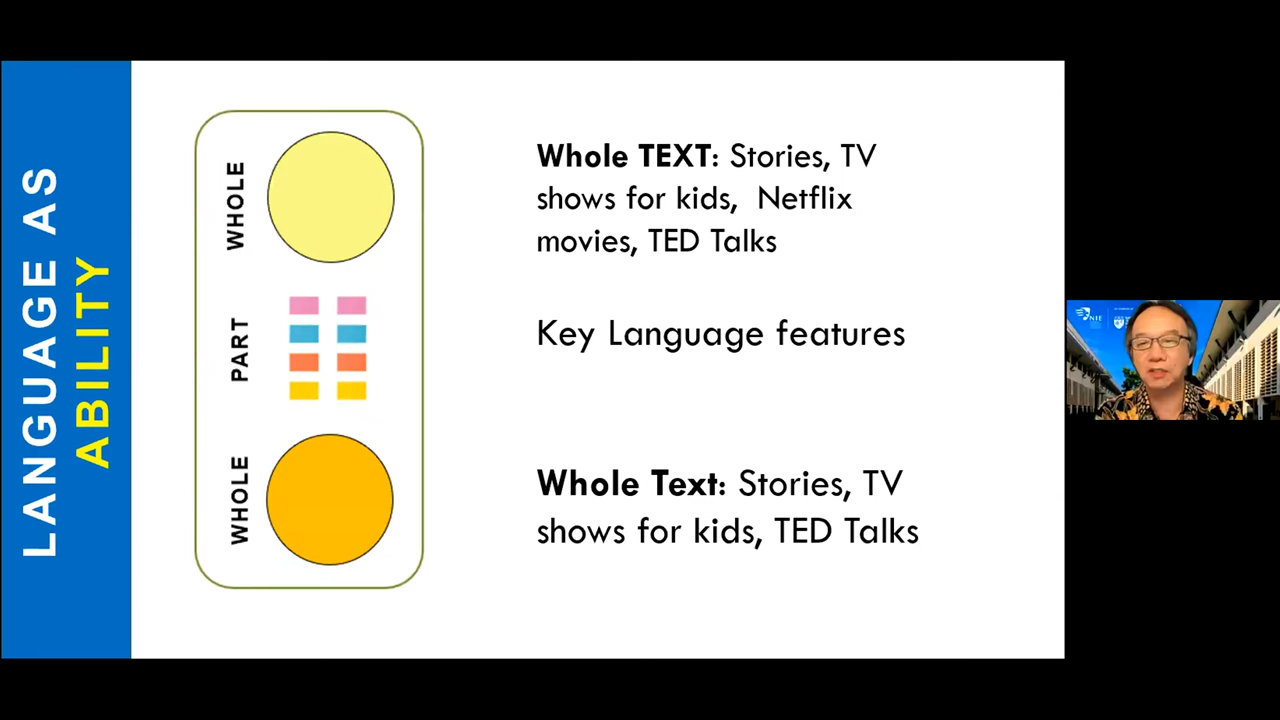 LANGUAGE AS
ABILITY
WHOLE
Whole TEXT: Stories, TV
shows for kids, Netflix
movies, TED Talks
PART
Key Language features
WHOLE
Whole Text: Stories, TV
shows for kids, TED Talks
NIE